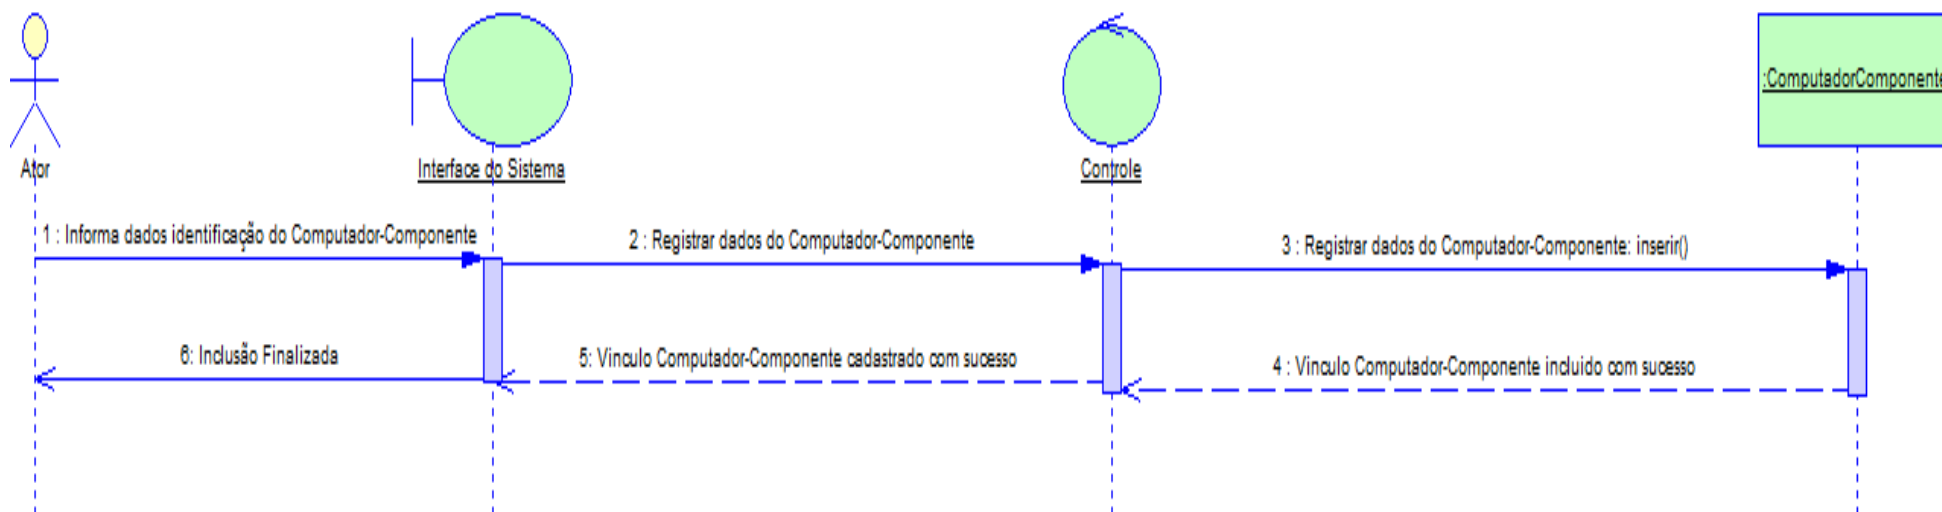 Ator
Interface do Sistema
Controle
:ComputadorComponente
1 : Informa dados identificação do Computador-Componente
2 : Registrar dados do Computador-Componente
3 : Registrar dados do Computador-Componente: inserir()
6: Inclusão Finalizada
5: Vinculo Computador-Componente cadastrado com sucesso
4 : Vinculo Computador-Componente incluido com sucesso